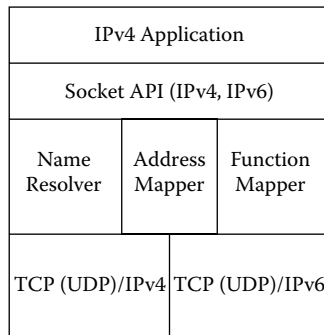 IPv4 Application
Socket API (IPv4, IPv6)
Name
Resolver
Address
Mapper
Function
Mapper
TCP (UDP)/IPv4
TCP (UDP)/IPv6